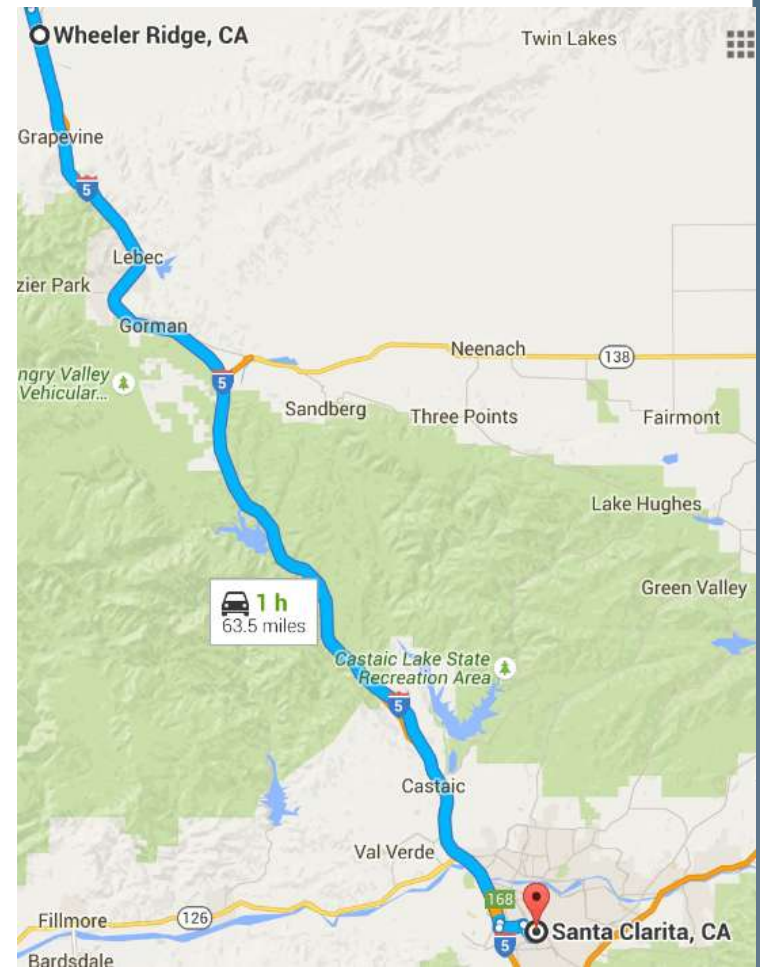 Wheeler Ridge, CA
Twin Lakes
Grapevine
5
Lebec
zier Park
Gorman
Neenach
138
ngry Valley
Vehicular...
5
Sandberg
Three Points
Fairmont
Lake Hughes
1 h
63.5 miles
Green Valley
Castaic Lake State
Recreation Area
5
Castaic
Val Verde
168
Fillmore
126
Santa Clarita, CA
5
Bardsdale